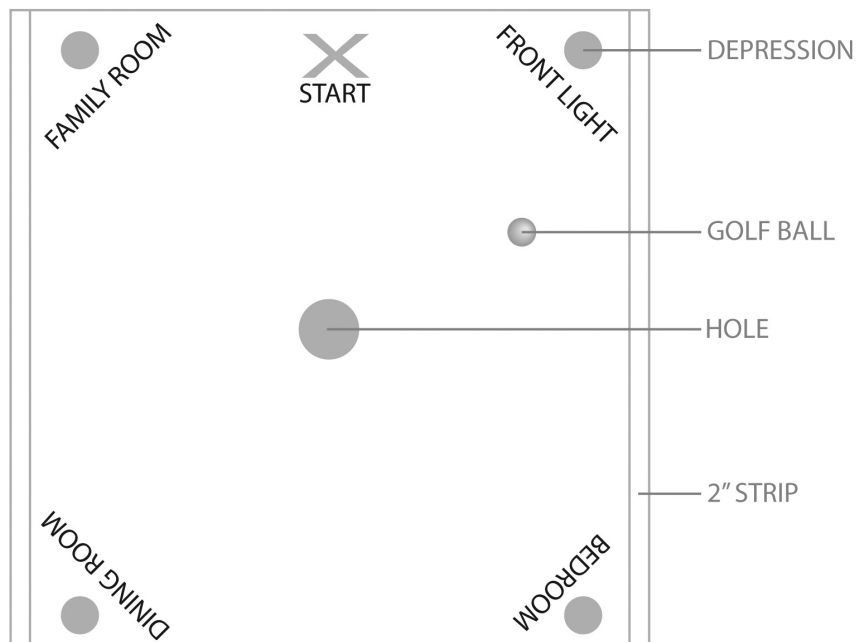 FAMILY ROOM
START
FRONT LIGHT
DEPRESSION
GOLF BALL
HOLE
2” STRIP
DINING ROOM
BEDROOM